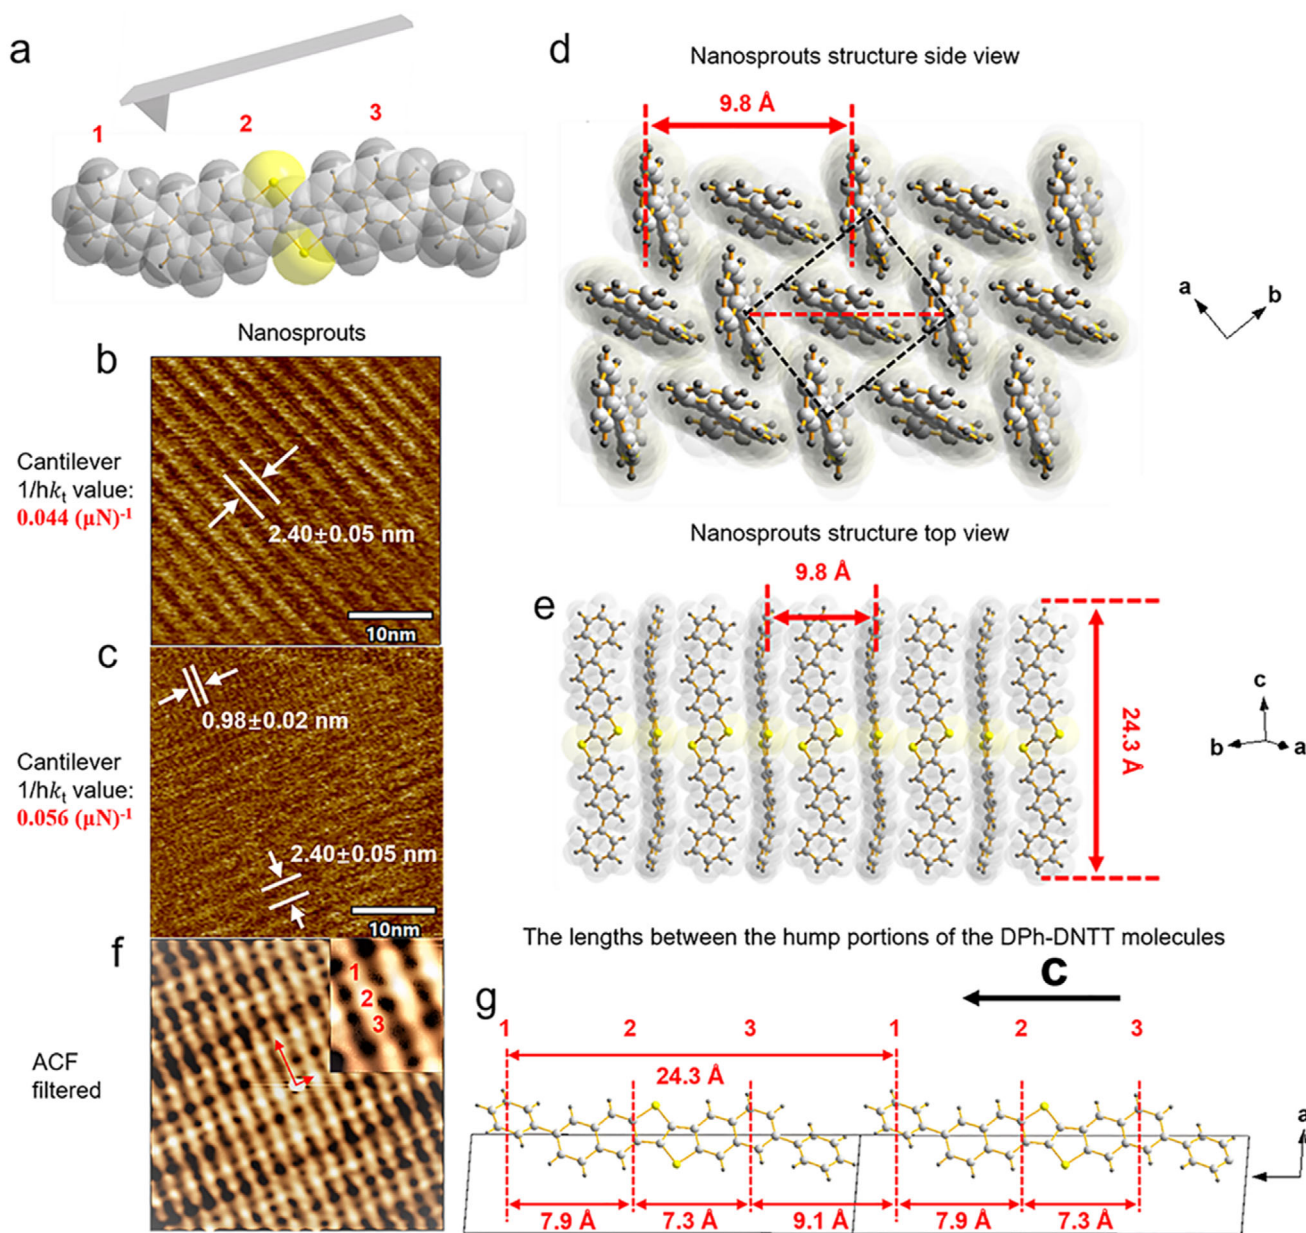 a
1
2
3
Nanosprouts
b
Cantilever
1/hkₜ value:
0.044 (μN)⁻¹
2.40±0.05 nm
10nm
c
Cantilever
1/hkₜ value:
0.056 (μN)⁻¹
0.98±0.02 nm
2.40±0.05 nm
10nm
f
ACF
filtered
1
2
3
d
Nanosprouts structure side view
9.8 Å
a
b
Nanosprouts structure top view
e
9.8 Å
24.3 Å
c
b
a
The lengths between the hump portions of the DPh-DNTT molecules
c
g
1 2 3 1 2 3
24.3 Å
a
7.9 Å 7.3 Å 9.1 Å 7.9 Å 7.3 Å